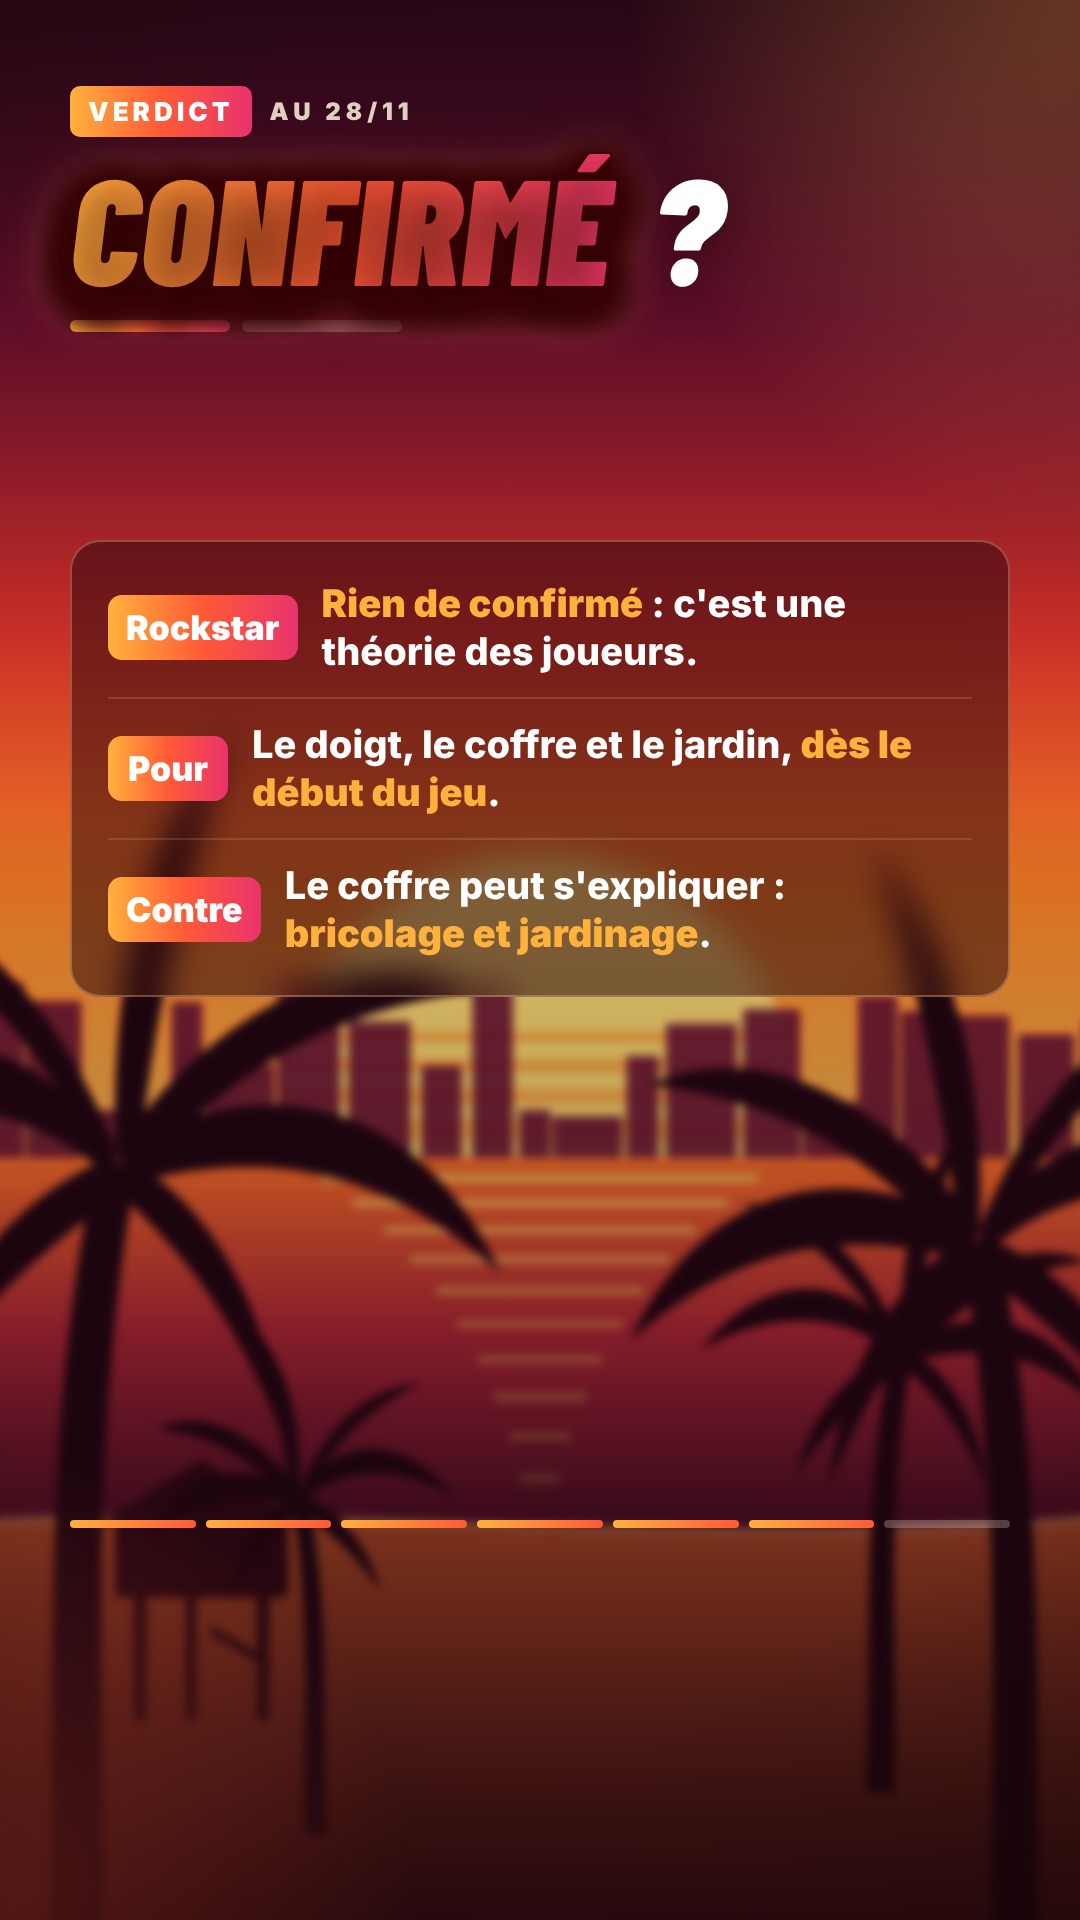 VERDICT AU 28/11
CONFIRMÉ ?
Rockstar Rien de confirmé : c'est une
théorie des joueurs.
Pour Le doigt, le coffre et le jardin, dès le
début du jeu.
Contre Le coffre peut s'expliquer :
bricolage et jardinage.